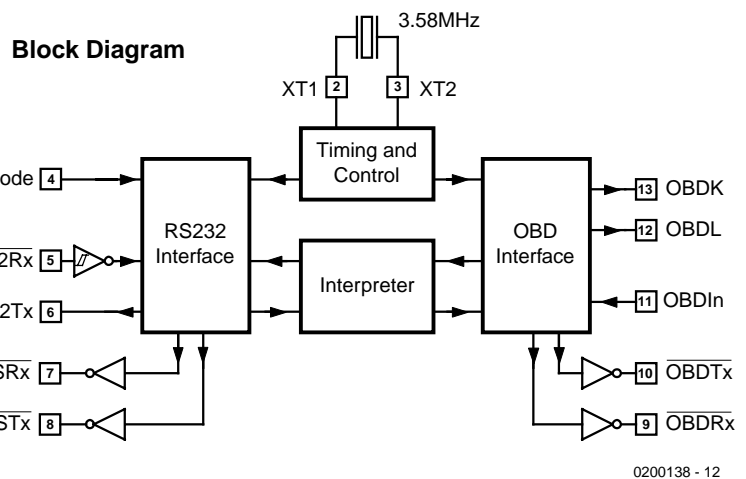 Block Diagram
3.58MHz
XT1 2
3 XT2
Timing and
Control
ode 4
RS232
Interface
OBD
Interface
Interpreter
2Rx 5
2Tx 6
SRx 7
STx 8
13 OBDK
12 OBDL
11 OBDIn
10 OBDTx
9 OBDRx
0200138 - 12